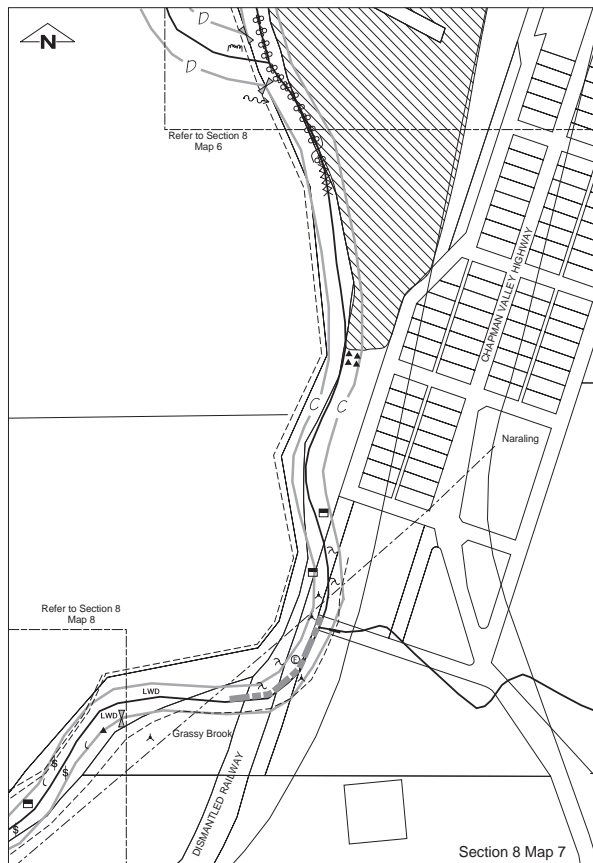 N
D
D
Refer to Section 8
Map 6
CHAPMAN VALLEY HIGHWAY
C
C
Naraling
Refer to Section 8
Map 8
LWD
LWD
Grassy Brook
DISMANTLED RAILWAY
Section 8 Map 7